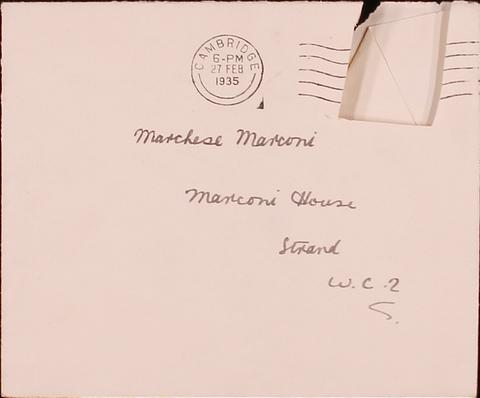 CAMBRIDGE
6-PM
27 FEB
1935
Marchese Marconi
Marconi House
Strand
W.C.2